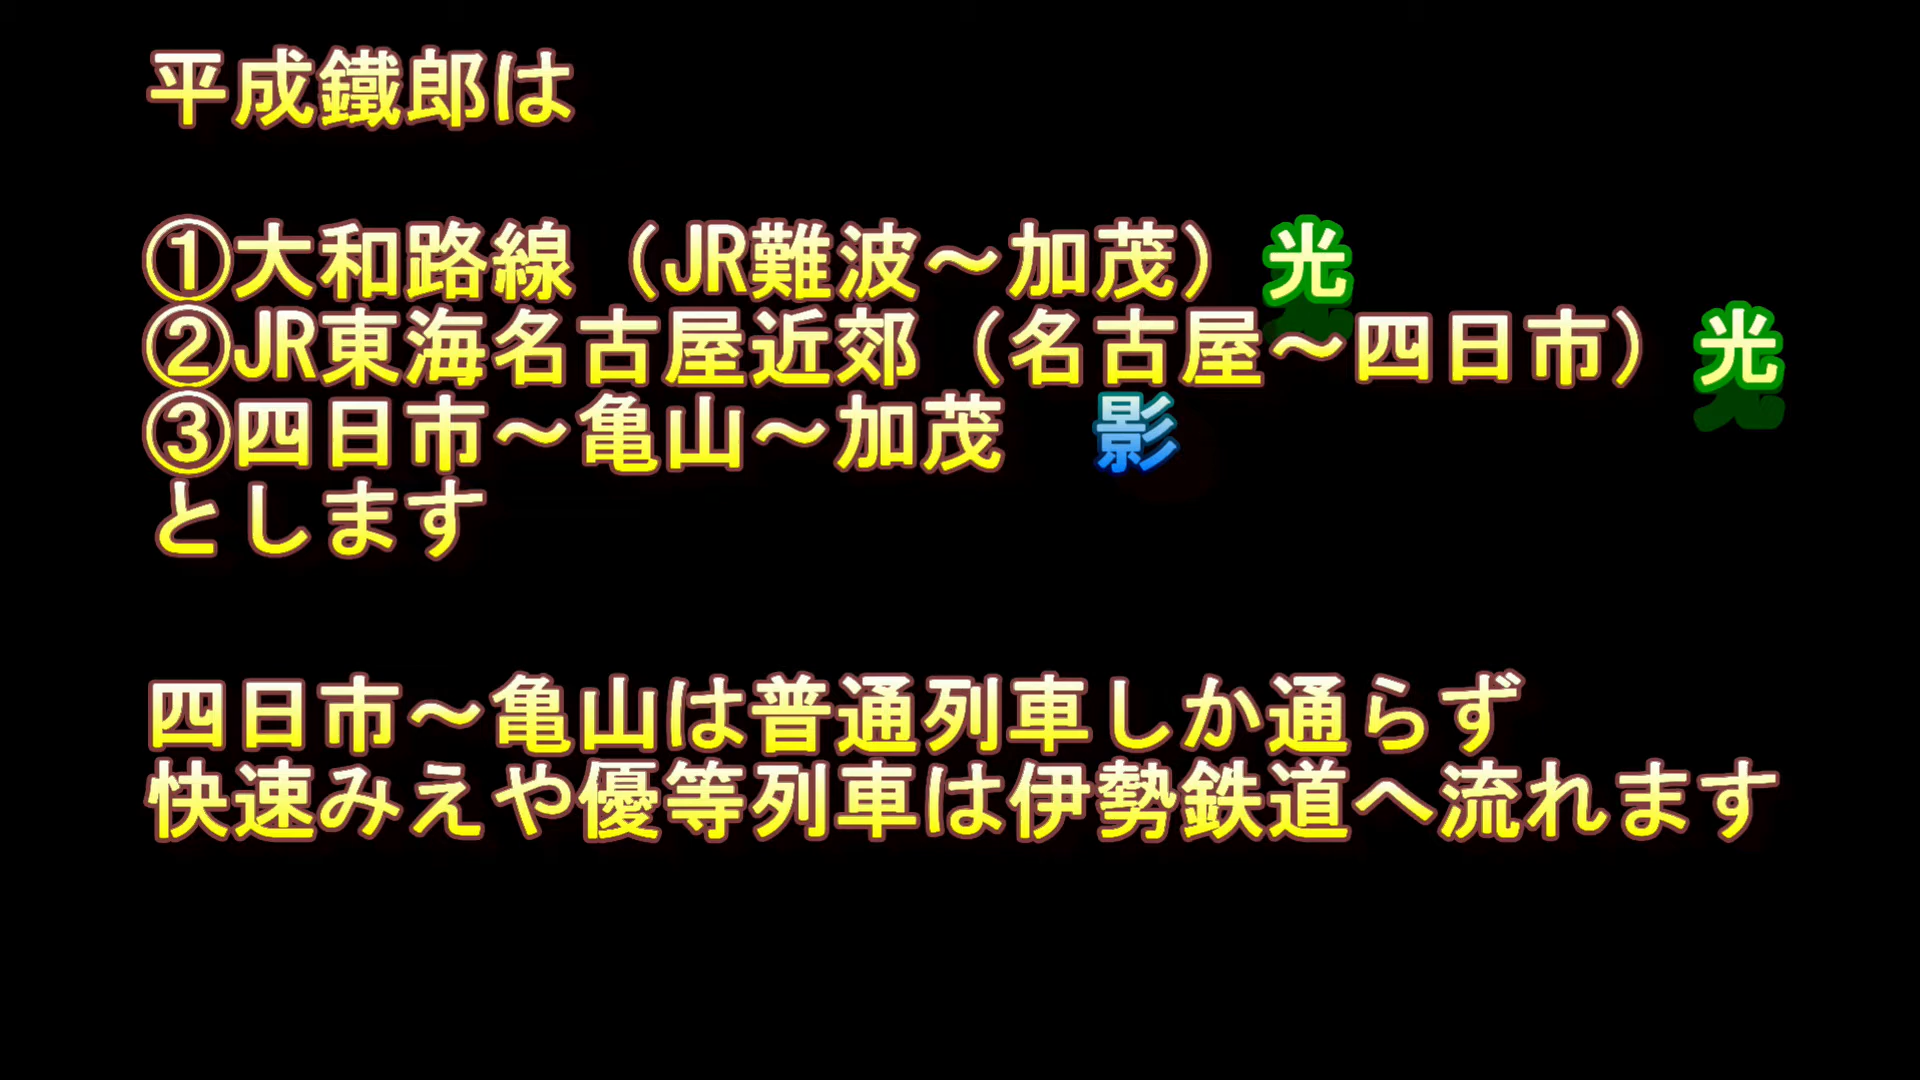 平成鐵郎は
①大和路線（JR難波～加茂）光
②JR東海名古屋近郊（名古屋～四日市）光
③四日市～亀山～加茂　影
とします
四日市～亀山は普通列車しか通らず
快速みえや優等列車は伊勢鉄道へ流れます